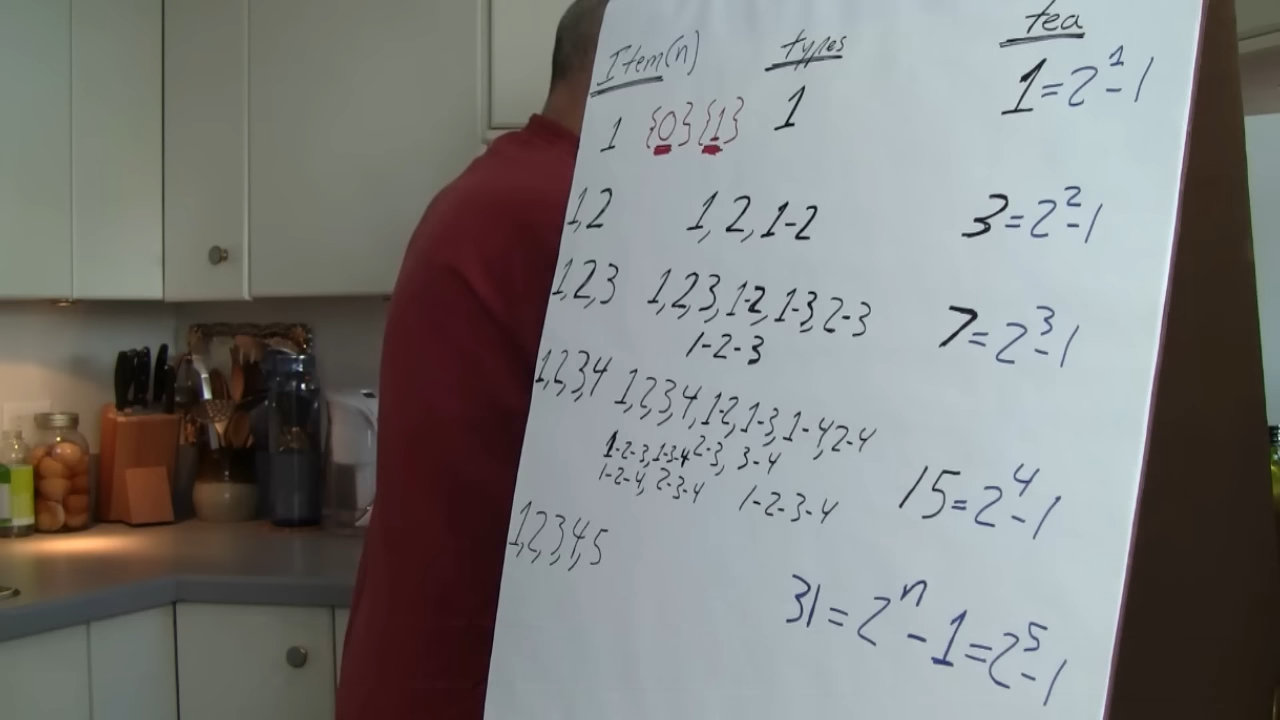 Item(n) types tea
1 {0}{1} 1 1=2^1-1
1,2 1,2,1-2 3=2^2-1
1,2,3 1,2,3,1-2,1-3,2-3 7=2^3-1
1-2-3
1,2,3,4 1,2,3,4,1-2,1-3,1-4,2-4
1-2-3,1-3-4 2-3, 3-4
1-2-4, 2-3-4 1-2-3-4 15=2^4-1
1,2,3,4,5
31=2^n-1=2^5-1